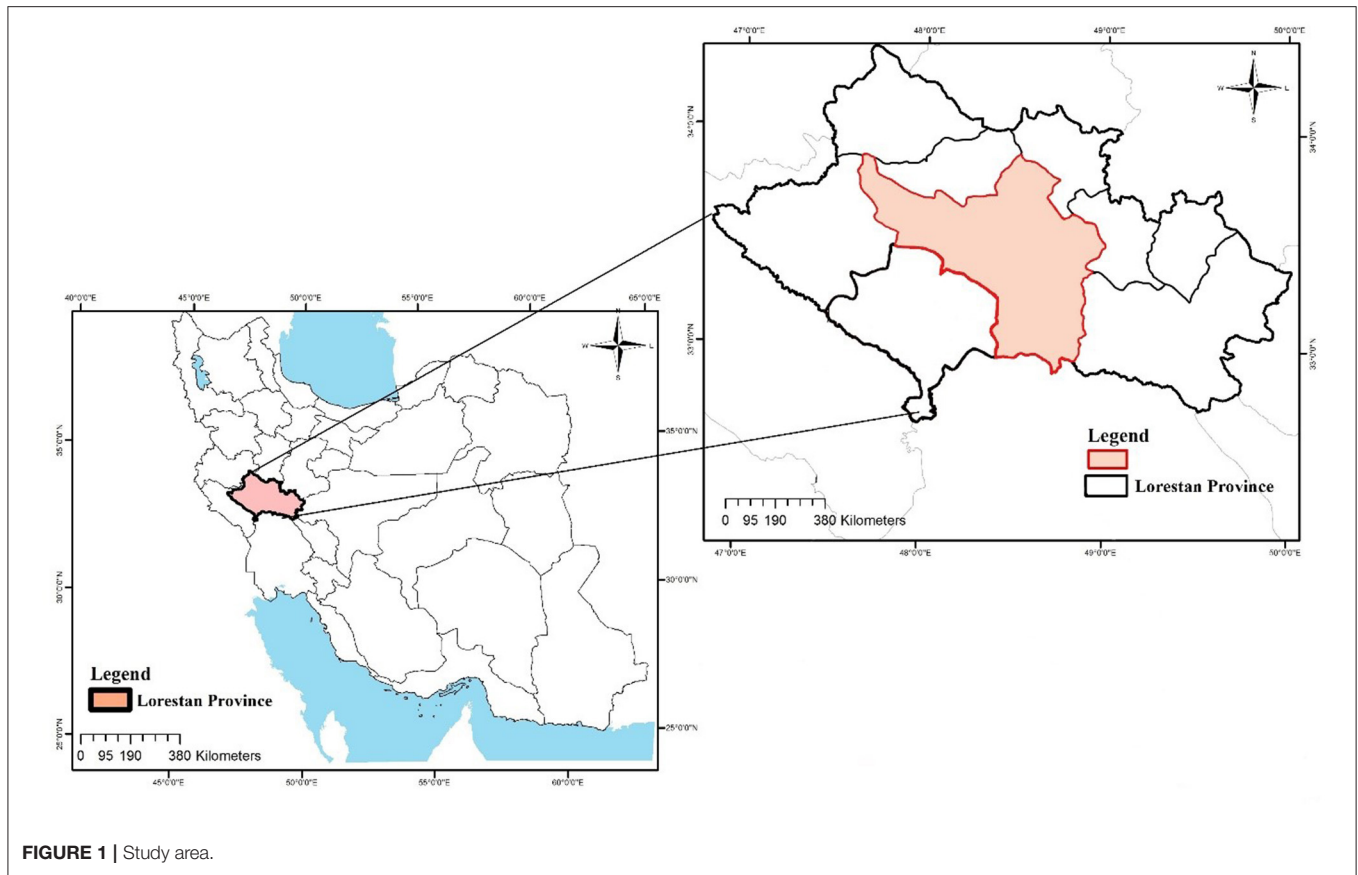 47°0'0"E 48°0'0"E 49°0'0"E 50°0'0"E
N
W L
S
34°0'0"N 34°0'0"N
33°0'0"N 33°0'0"N
Legend
Lorestan Province
0 95 190 380 Kilometers
47°0'0"E 48°0'0"E 49°0'0"E 50°0'0"E
40°0'0"E 45°0'0"E 50°0'0"E 55°0'0"E 60°0'0"E 65°0'0"E
N
W L
S
35°0'0"N 35°0'0"N
30°0'0"N 30°0'0"N
25°0'0"N 25°0'0"N
Legend
Lorestan Province
0 95 190 380 Kilometers
45°0'0"E 50°0'0"E 55°0'0"E 60°0'0"E
FIGURE 1 | Study area.